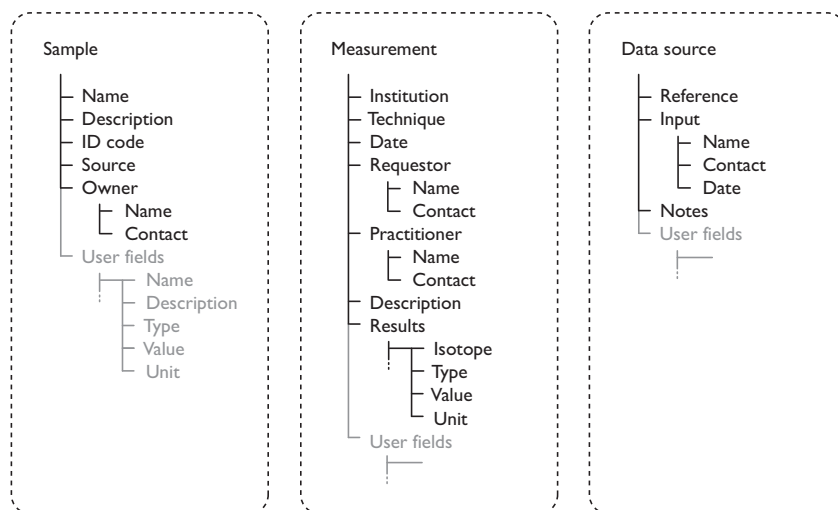 Sample
Name
Description
ID code
Source
Owner
Name
Contact
User fields
Name
Description
Type
Value
Unit
Measurement
Institution
Technique
Date
Requestor
Name
Contact
Practitioner
Name
Contact
Description
Results
Isotope
Type
Value
Unit
User fields
Data source
Reference
Input
Name
Contact
Date
Notes
User fields